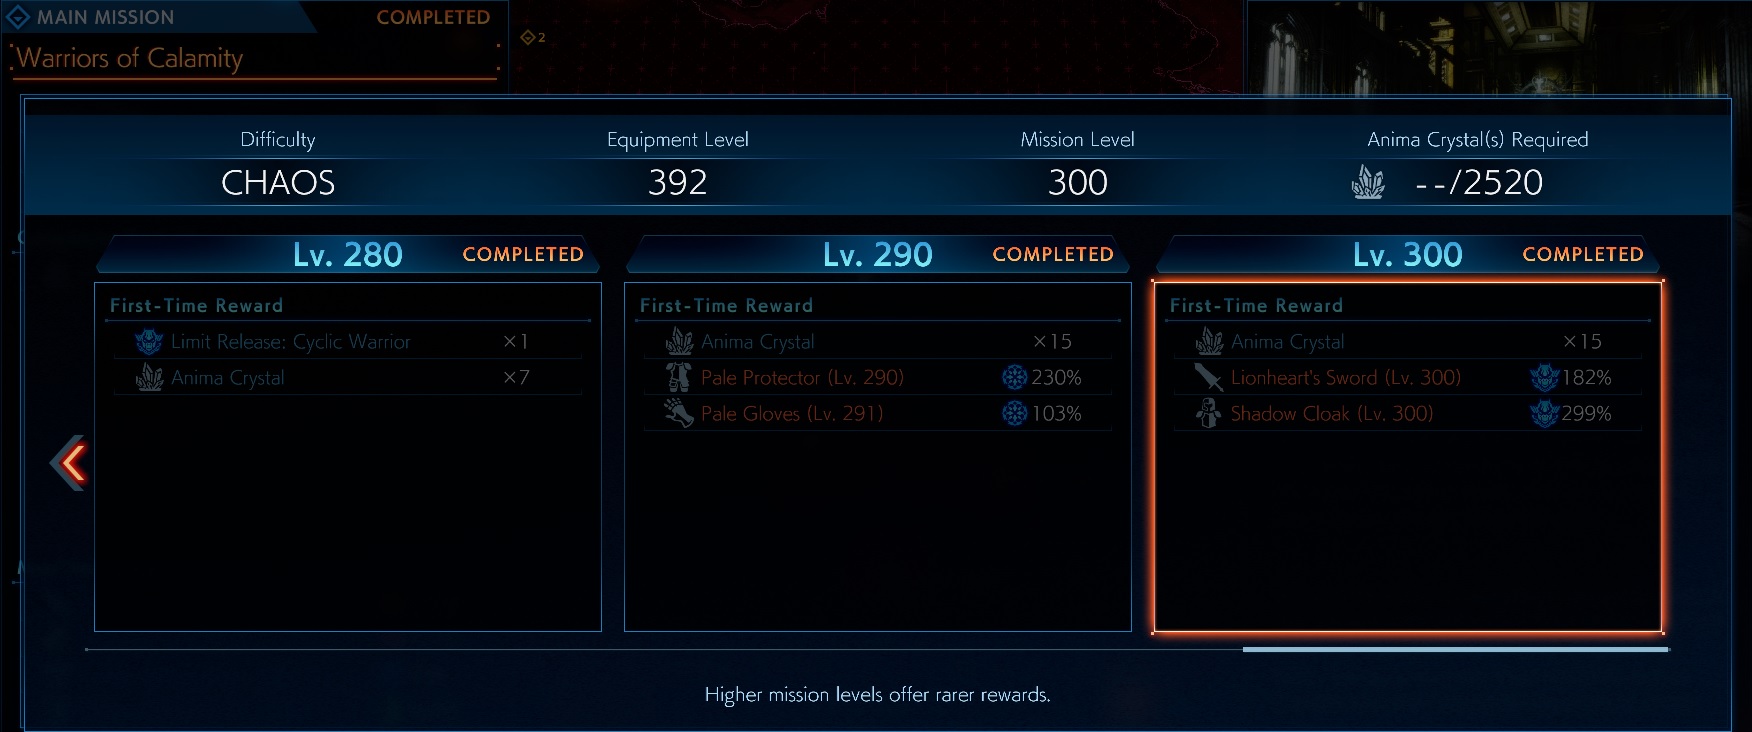 MAIN MISSION COMPLETED
Warriors of Calamity
2
Difficulty Equipment Level Mission Level Anima Crystal(s) Required
CHAOS 392 300 --/2520
Lv. 280 COMPLETED
First-Time Reward
Limit Release: Cyclic Warrior ×1
Anima Crystal ×7
Lv. 290 COMPLETED
First-Time Reward
Anima Crystal ×15
Pale Protector (Lv. 290) 230%
Pale Gloves (Lv. 291) 103%
Lv. 300 COMPLETED
First-Time Reward
Anima Crystal ×15
Lionheart's Sword (Lv. 300) 182%
Shadow Cloak (Lv. 300) 299%
Higher mission levels offer rarer rewards.